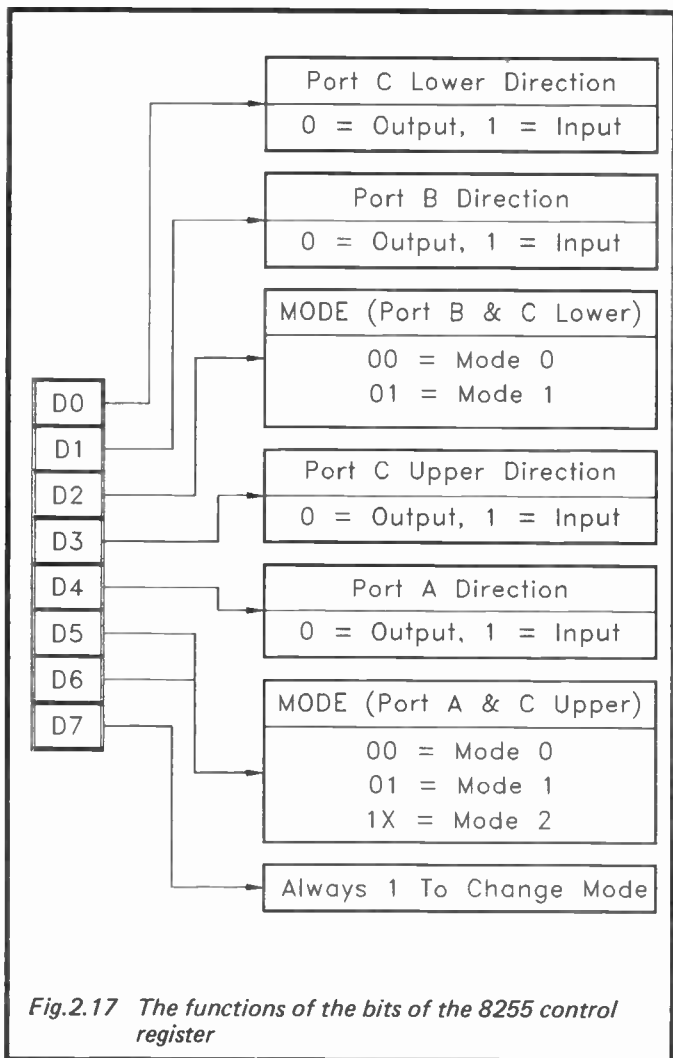 Port C Lower Direction
0 = Output, 1 = Input
Port B Direction
0 = Output, 1 = Input
MODE (Port B & C Lower)
00 = Mode 0
01 = Mode 1
Port C Upper Direction
0 = Output, 1 = Input
Port A Direction
0 = Output, 1 = Input
MODE (Port A & C Upper)
00 = Mode 0
01 = Mode 1
1X = Mode 2
Always 1 To Change Mode
D0
D1
D2
D3
D4
D5
D6
D7
Fig.2.17 The functions of the bits of the 8255 control
register